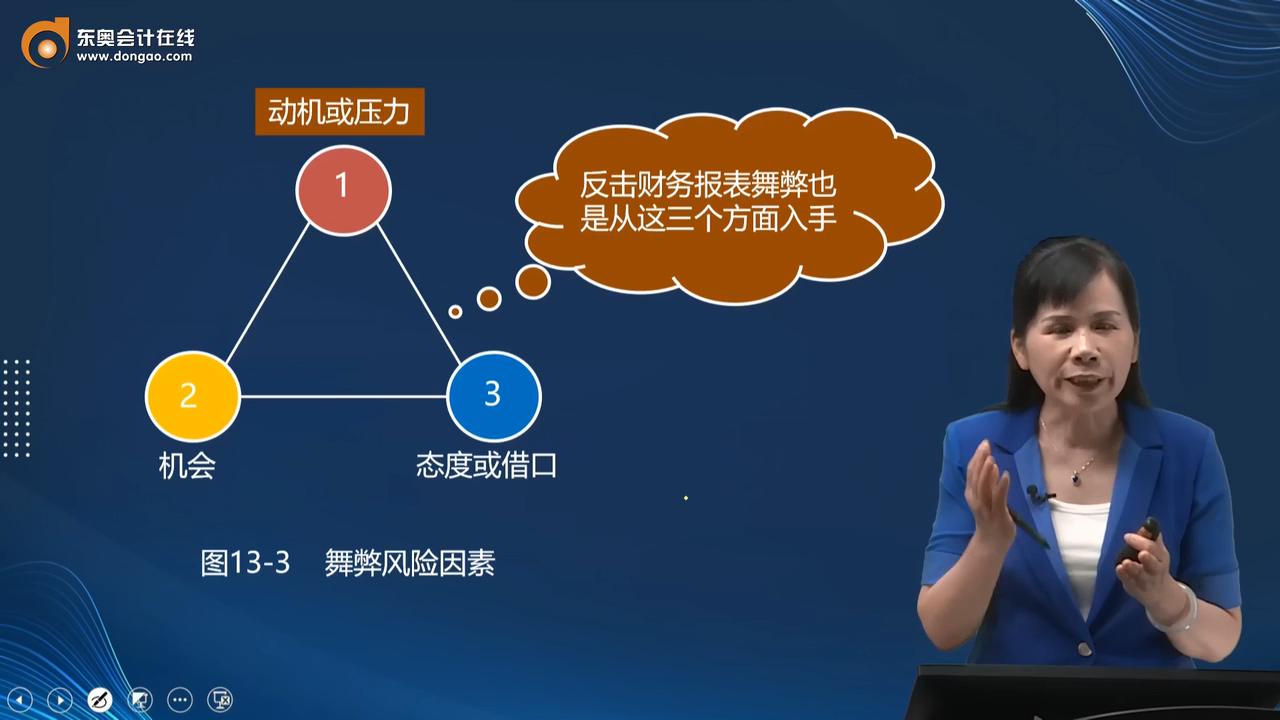 东奥会计在线
www.dongao.com
动机或压力
1
反击财务报表舞弊也
是从这三个方面入手
2
3
机会
态度或借口
图13-3 舞弊风险因素